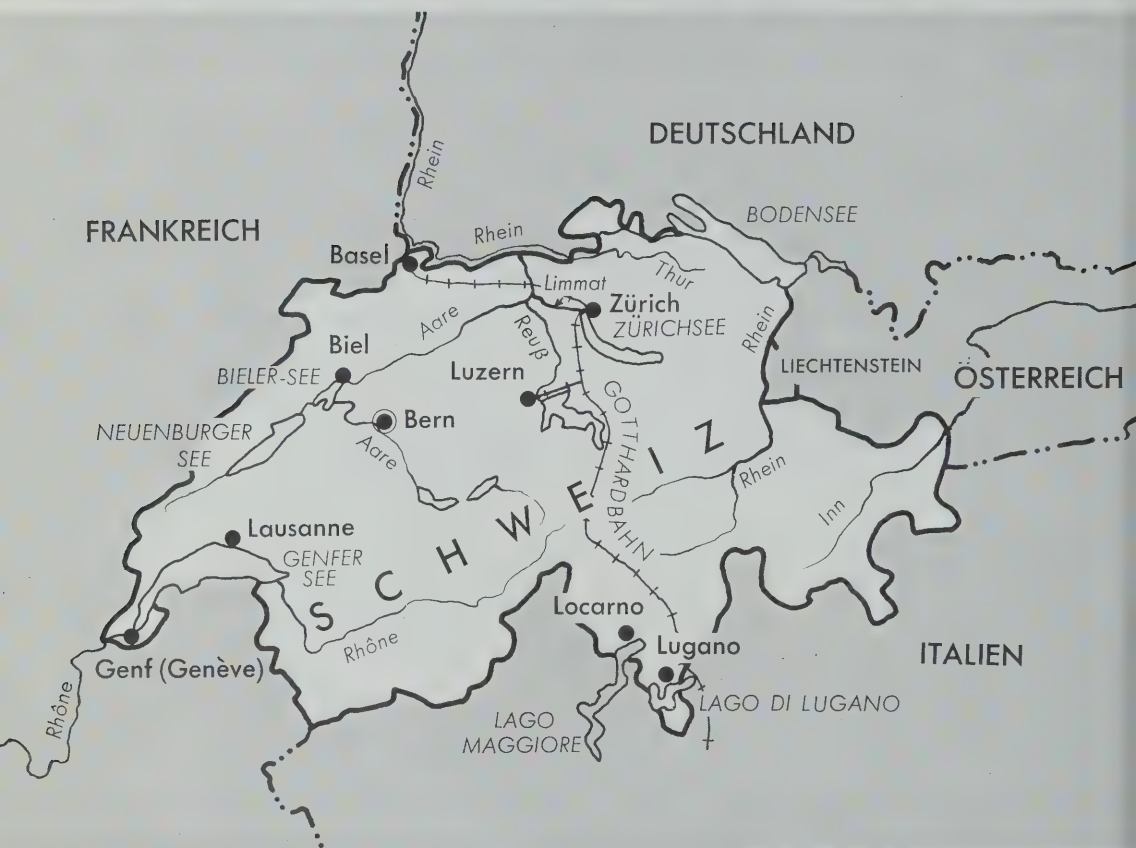 DEUTSCHLAND
Rhein
FRANKREICH
BODENSEE
Rhein
Basel
Thur
Limmat
Zürich
ZÜRICHSEE
Aare
Reuß
Rhein
Biel
LIECHTENSTEIN
ÖSTERREICH
BIELER-SEE
Luzern
Bern
NEUENBURGER
SEE
Aare
GOTTHARDBAHN
Rhein
Inn
SCHWEIZ
Lausanne
GENFER
SEE
Locarno
Rhône
Lugano
ITALIEN
Genf (Genève)
Rhône
LAGO DI LUGANO
LAGO
MAGGIORE